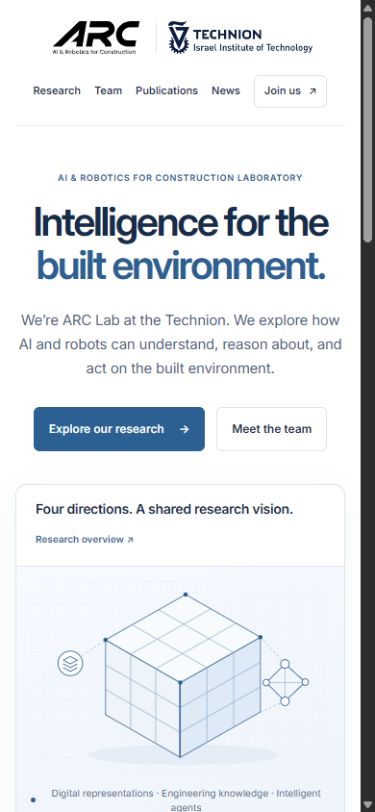 ARC
AI & Robotics for Construction
TECHNION
Israel Institute of Technology
Research Team Publications News Join us ↗
AI & ROBOTICS FOR CONSTRUCTION LABORATORY
Intelligence for the
built environment.
We’re ARC Lab at the Technion. We explore how
AI and robots can understand, reason about, and
act on the built environment.
Explore our research →
Meet the team
Four directions. A shared research vision.
Research overview ↗
Digital representations · Engineering knowledge · Intelligent
agents